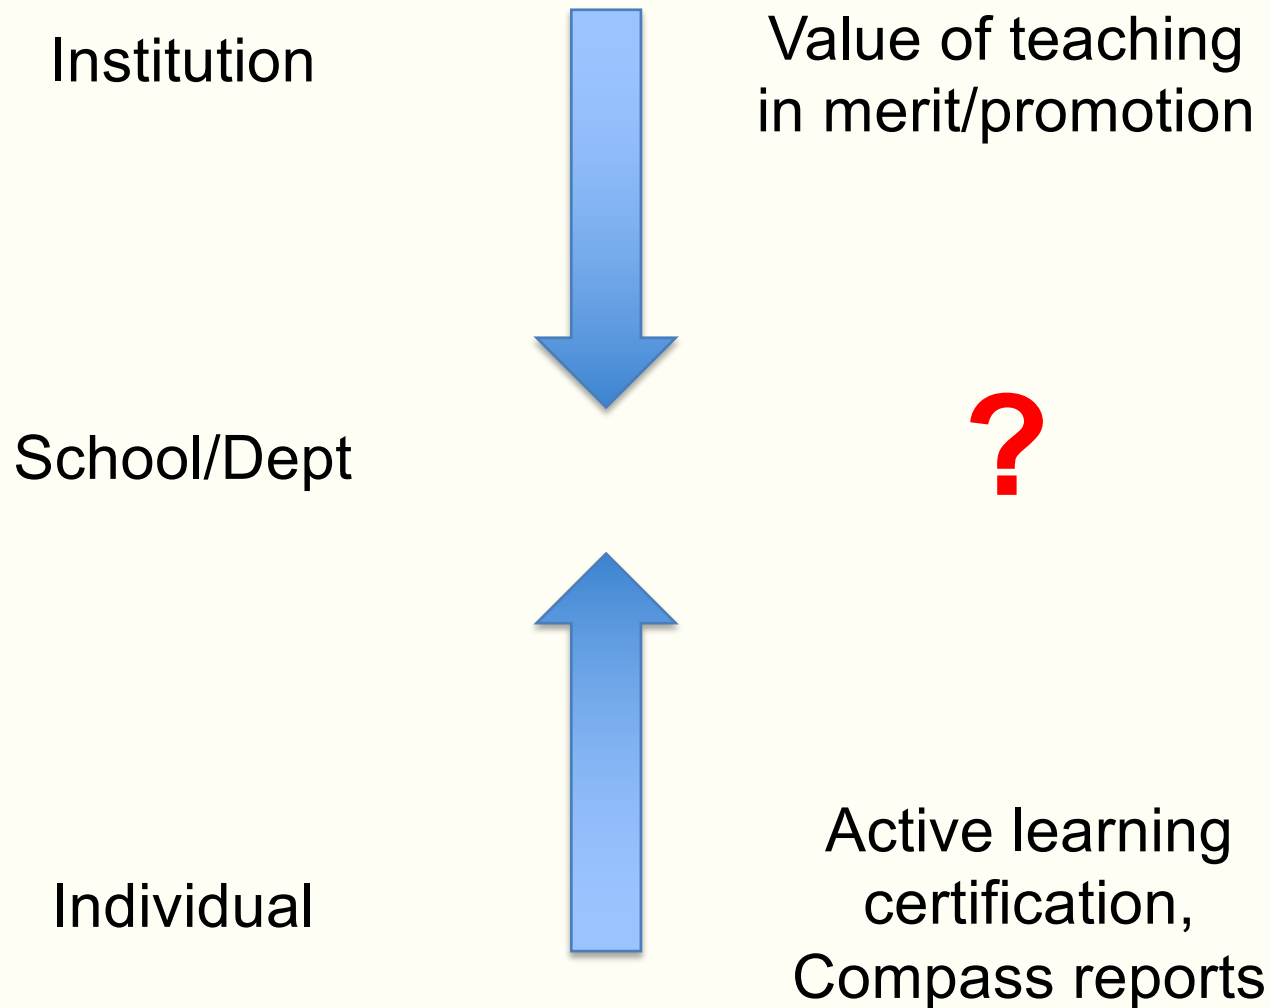 Institution
Value of teaching
in merit/promotion
School/Dept
?
Individual
Active learning
certification,
Compass reports